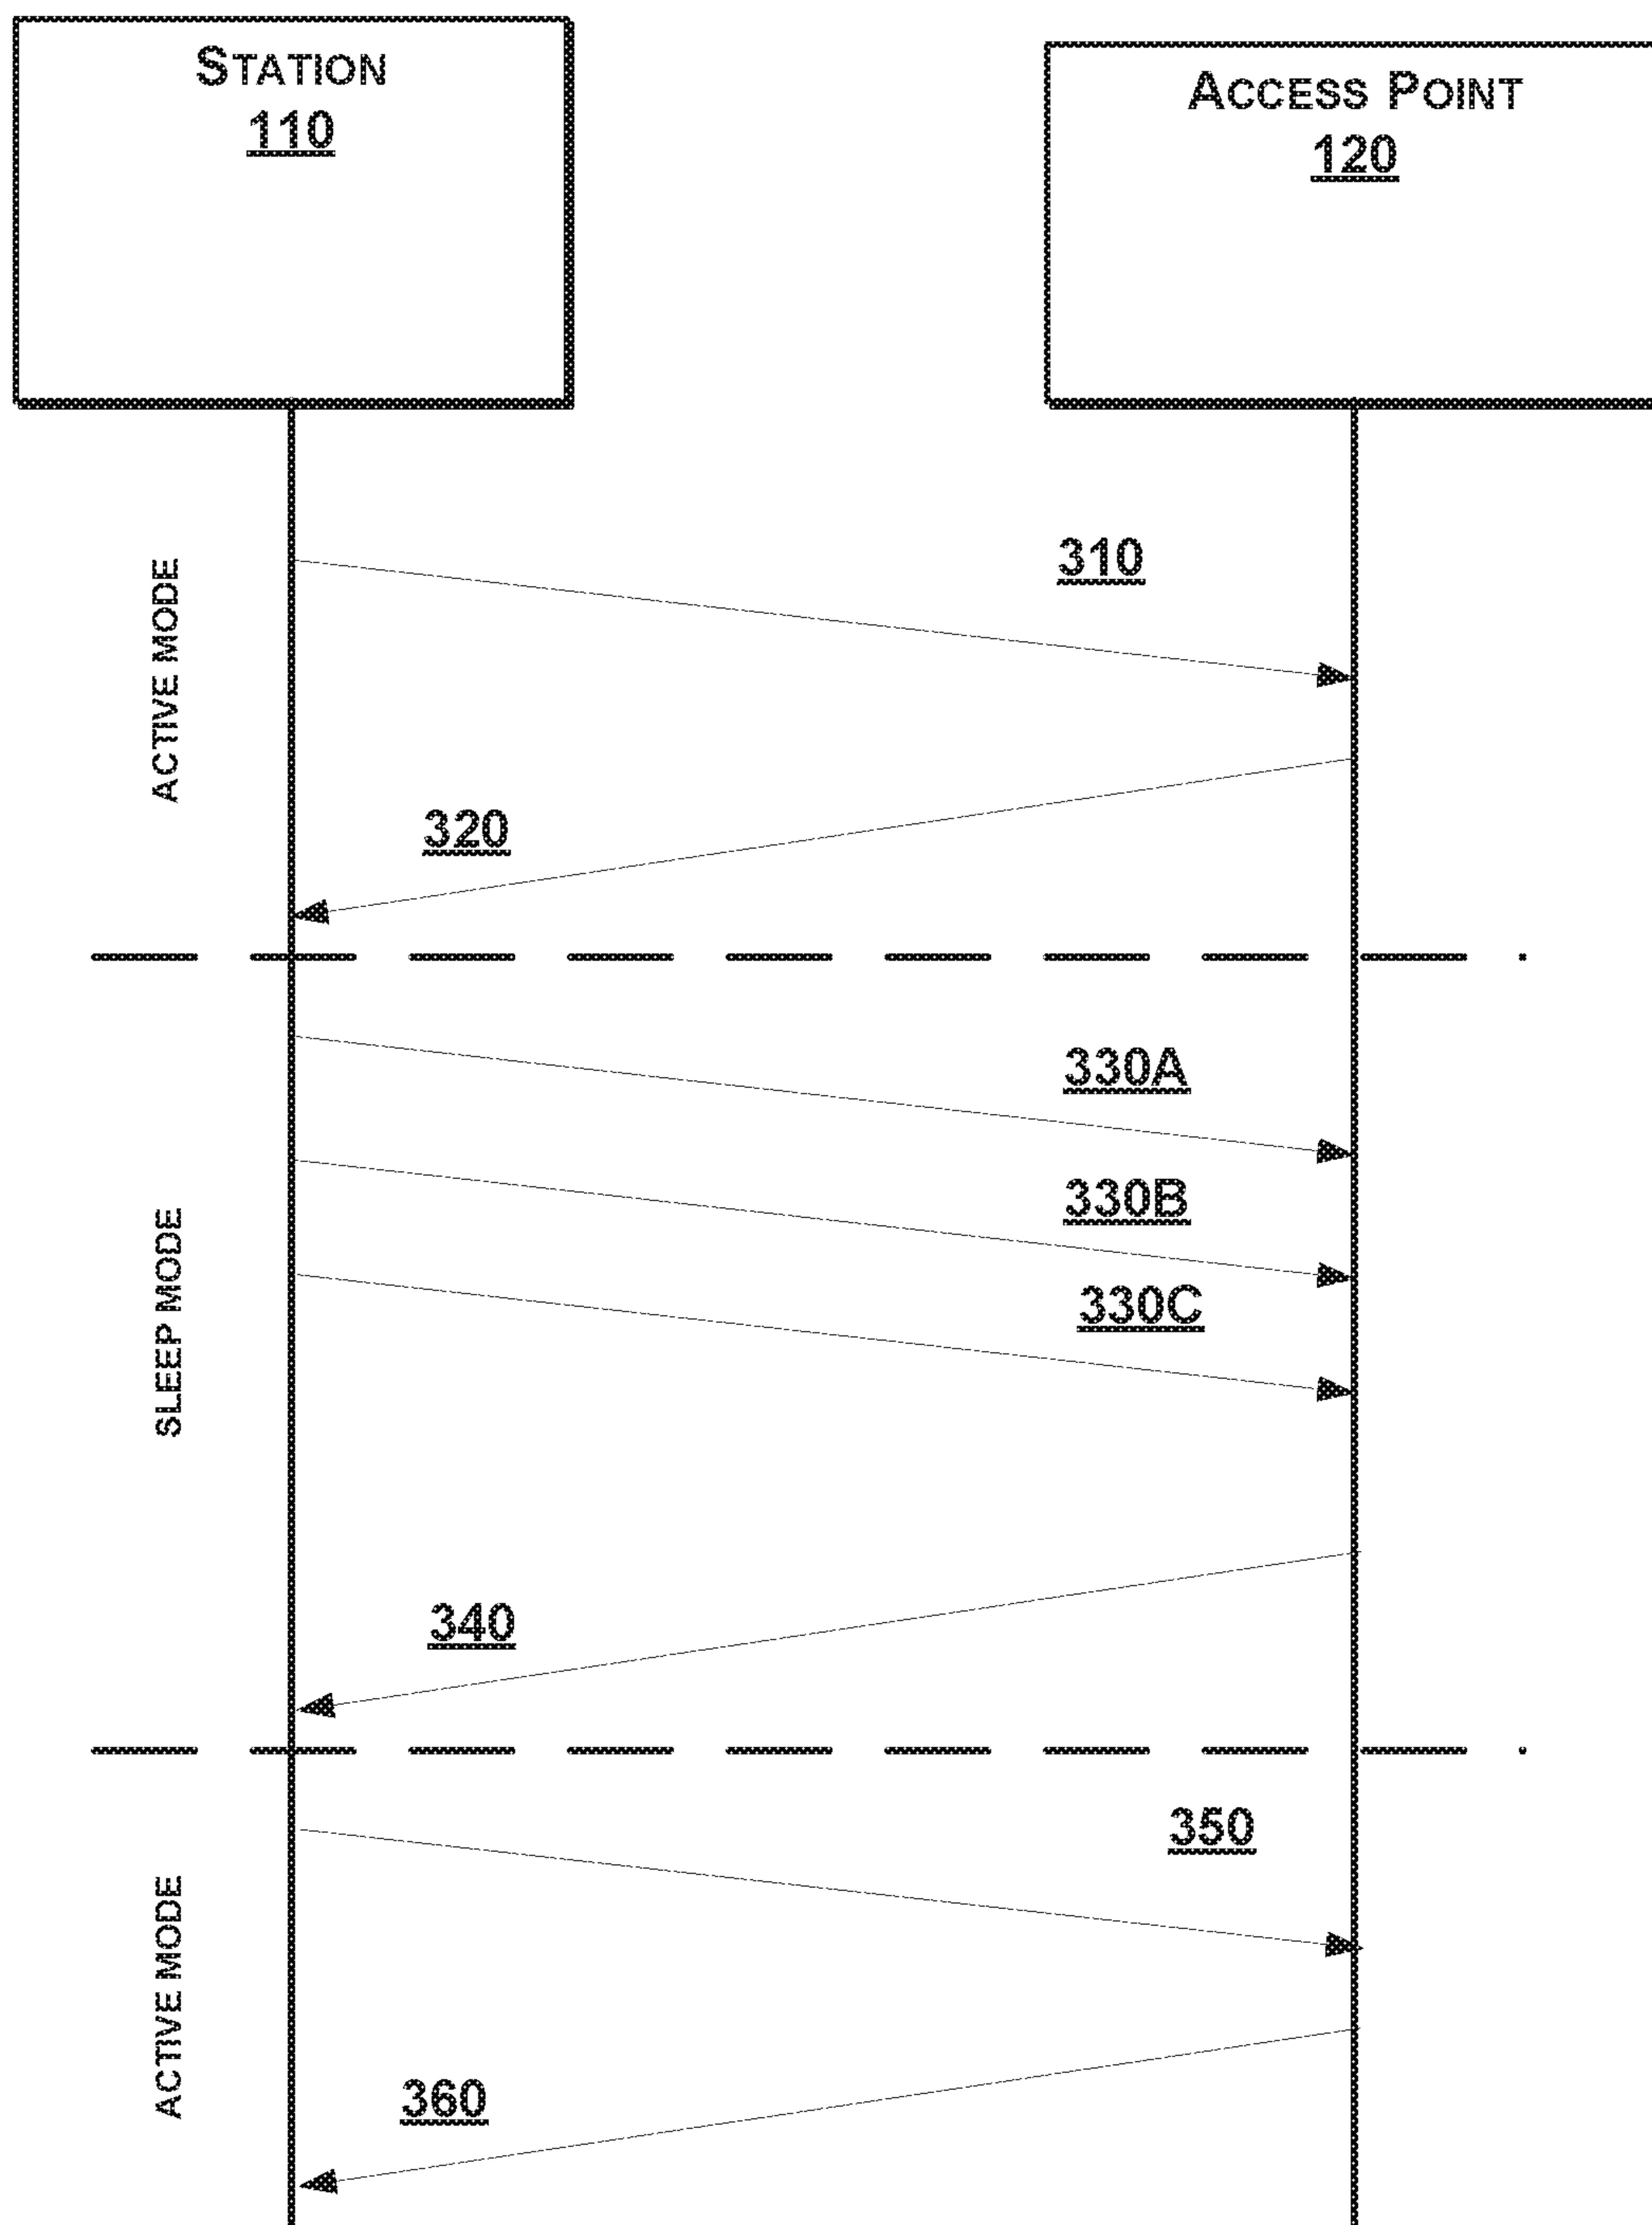 STATION
110
ACCESS POINT
120
ACTIVE MODE
310
320
SLEEP MODE
330A
330B
330C
340
ACTIVE MODE
350
360